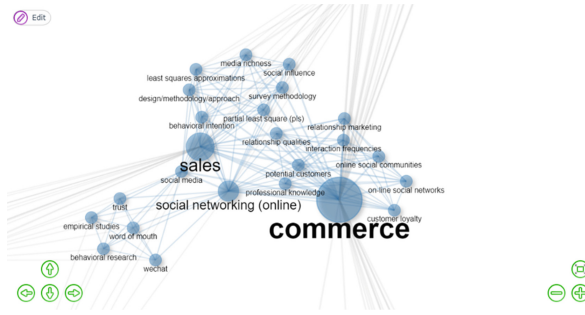 Edit
media richness
social influence
least squares approximations
design/methodology/approach
survey methodology
partial least square (pls)
behavioral intention
relationship marketing
relationship qualities
interaction frequencies
sales
online social communities
potential customers
social media
on-line social networks
professional knowledge
social networking (online)
trust
customer loyalty
empirical studies
commerce
word of mouth
behavioral research
wechat